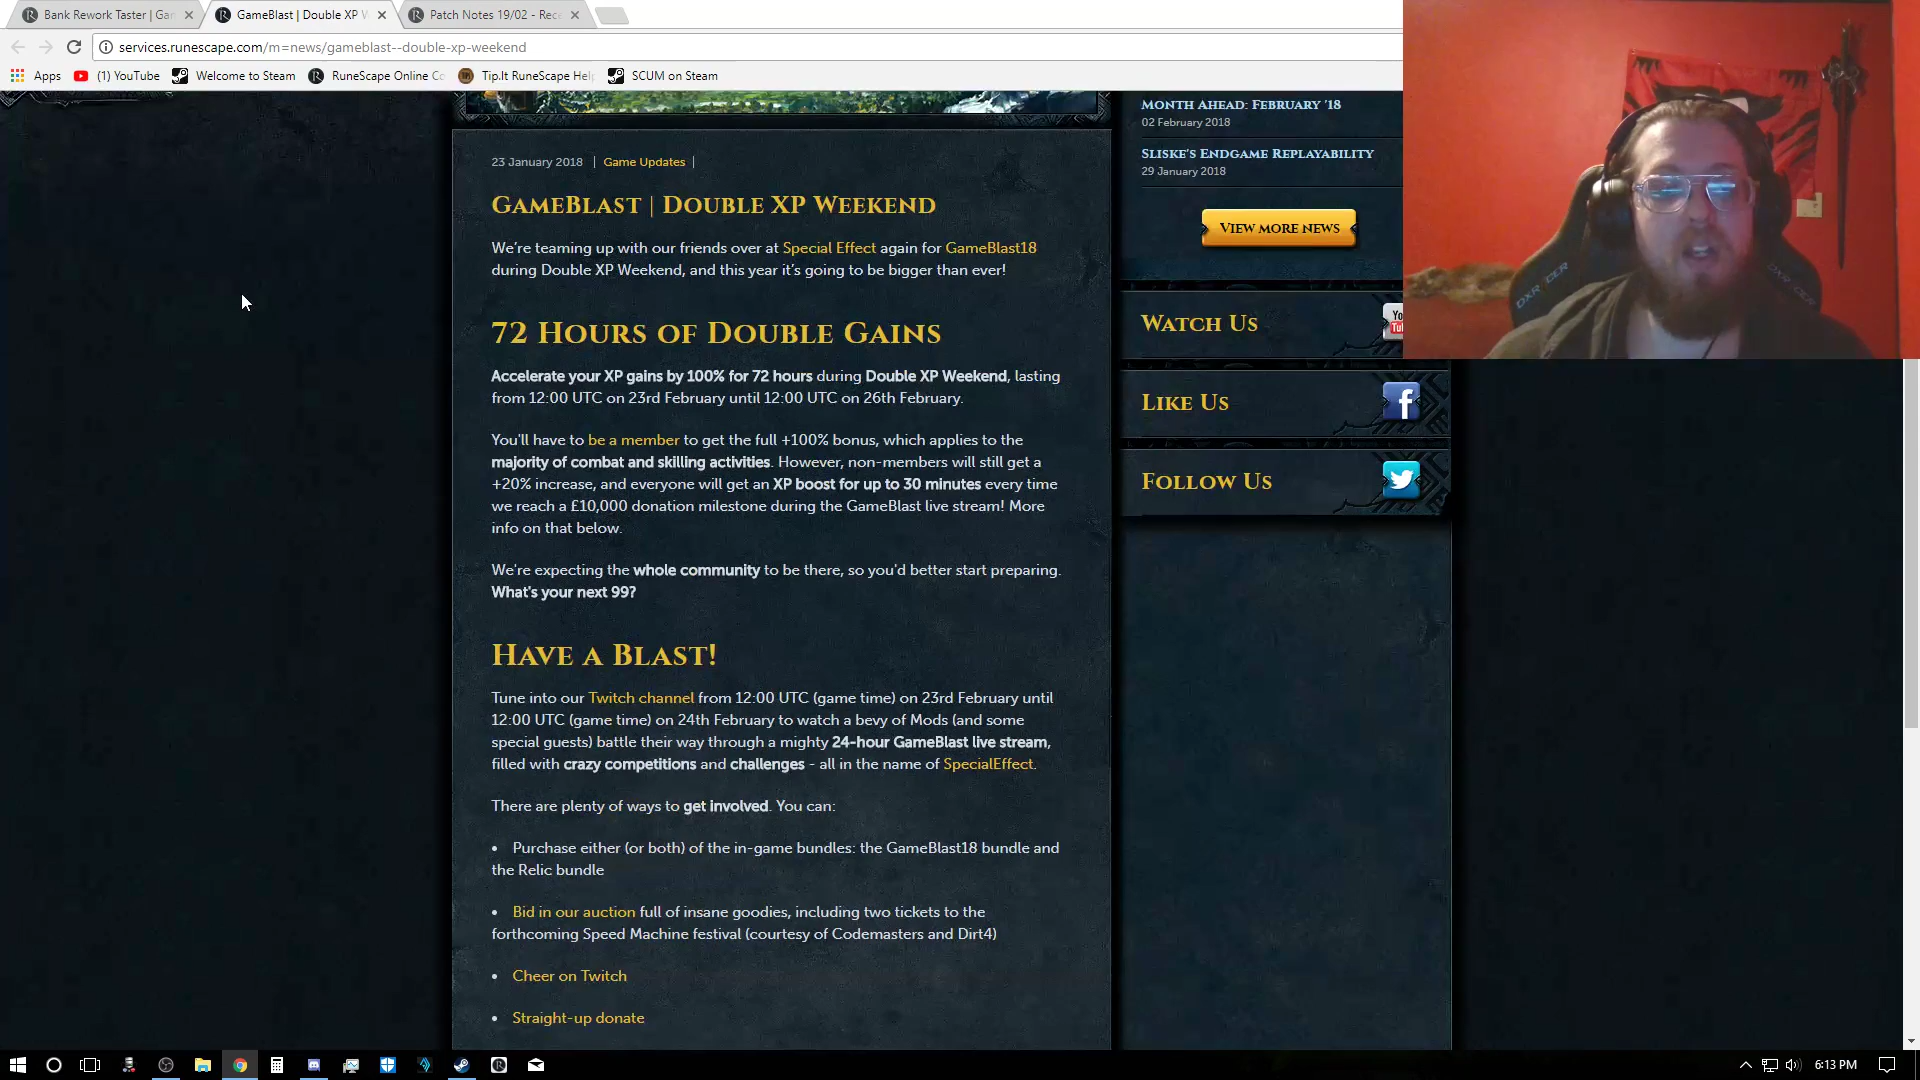 Bank Rework Taster | Gam
GameBlast | Double XP W
Patch Notes 19/02 - Rece
services.runescape.com/m=news/gameblast--double-xp-weekend
Apps
(1) YouTube
Welcome to Steam
RuneScape Online Co
Tip.It RuneScape Help
SCUM on Steam
23 January 2018 | Game Updates |
GameBlast | Double XP Weekend
We're teaming up with our friends over at Special Effect again for GameBlast18
during Double XP Weekend, and this year it's going to be bigger than ever!
72 Hours of Double Gains
Accelerate your XP gains by 100% for 72 hours during Double XP Weekend, lasting
from 12:00 UTC on 23rd February until 12:00 UTC on 26th February.
You'll have to be a member to get the full +100% bonus, which applies to the
majority of combat and skilling activities. However, non-members will still get a
+20% increase, and everyone will get an XP boost for up to 30 minutes every time
we reach a £10,000 donation milestone during the GameBlast live stream! More
info on that below.
We're expecting the whole community to be there, so you'd better start preparing.
What's your next 99?
Have a Blast!
Tune into our Twitch channel from 12:00 UTC (game time) on 23rd February until
12:00 UTC (game time) on 24th February to watch a bevy of Mods (and some
special guests) battle their way through a mighty 24-hour GameBlast live stream,
filled with crazy competitions and challenges - all in the name of SpecialEffect.
There are plenty of ways to get involved. You can:
• Purchase either (or both) of the in-game bundles: the GameBlast18 bundle and
the Relic bundle
• Bid in our auction full of insane goodies, including two tickets to the
forthcoming Speed Machine festival (courtesy of Codemasters and Dirt4)
• Cheer on Twitch
• Straight-up donate
Month Ahead: February '18
02 February 2018
Sliske's Endgame Replayability
29 January 2018
View more news
Watch Us
Like Us
Follow Us
DXRACER
6:13 PM